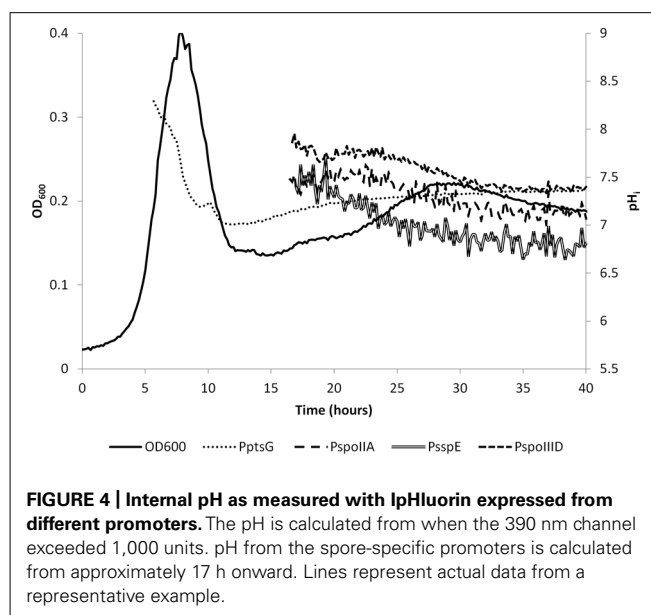 0.4
0.3
0.2
0.1
0
OD600
9
8.5
8
7.5
7
6.5
6
5.5
pHi
0 5 10 15 20 25 30 35 40
Time (hours)
OD600 PptsG PspoIIA PsspE PspoIIID
FIGURE 4 | Internal pH as measured with IpHluorin expressed from
different promoters. The pH is calculated from when the 390 nm channel
exceeded 1,000 units. pH from the spore-specific promoters is calculated
from approximately 17 h onward. Lines represent actual data from a
representative example.